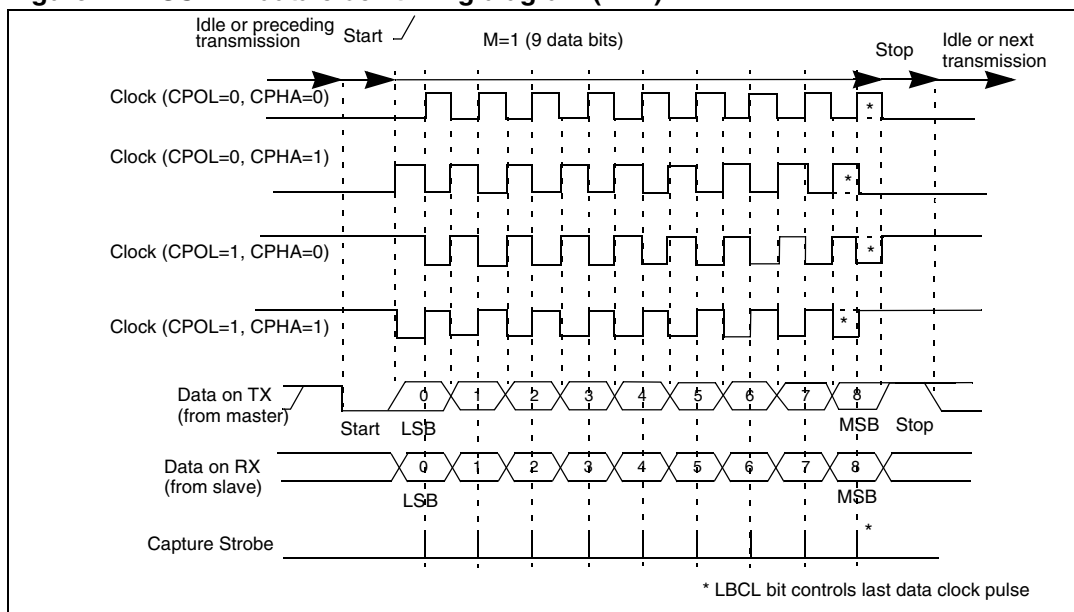 Idle or preceding
transmission
Start
M=1 (9 data bits)
Stop
Idle or next
transmission
Clock (CPOL=0, CPHA=0)
*
Clock (CPOL=0, CPHA=1)
*
Clock (CPOL=1, CPHA=0)
*
Clock (CPOL=1, CPHA=1)
*
Data on TX
(from master)
0 1 2 3 4 5 6 7 8
Start LSB MSB Stop
Data on RX
(from slave)
0 1 2 3 4 5 6 7 8
LSB MSB
Capture Strobe
*
* LBCL bit controls last data clock pulse